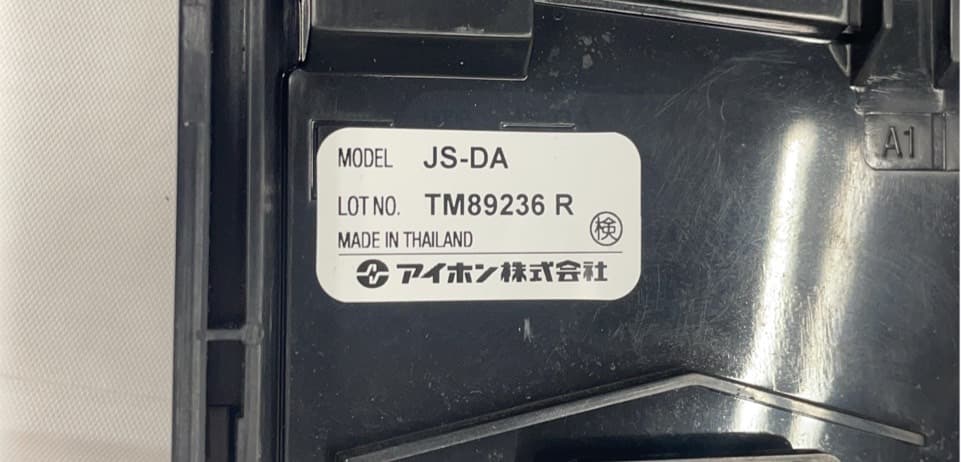 MODEL JS-DA
LOT NO. TM89236 R
検
MADE IN THAILAND
アイホン株式会社
A1